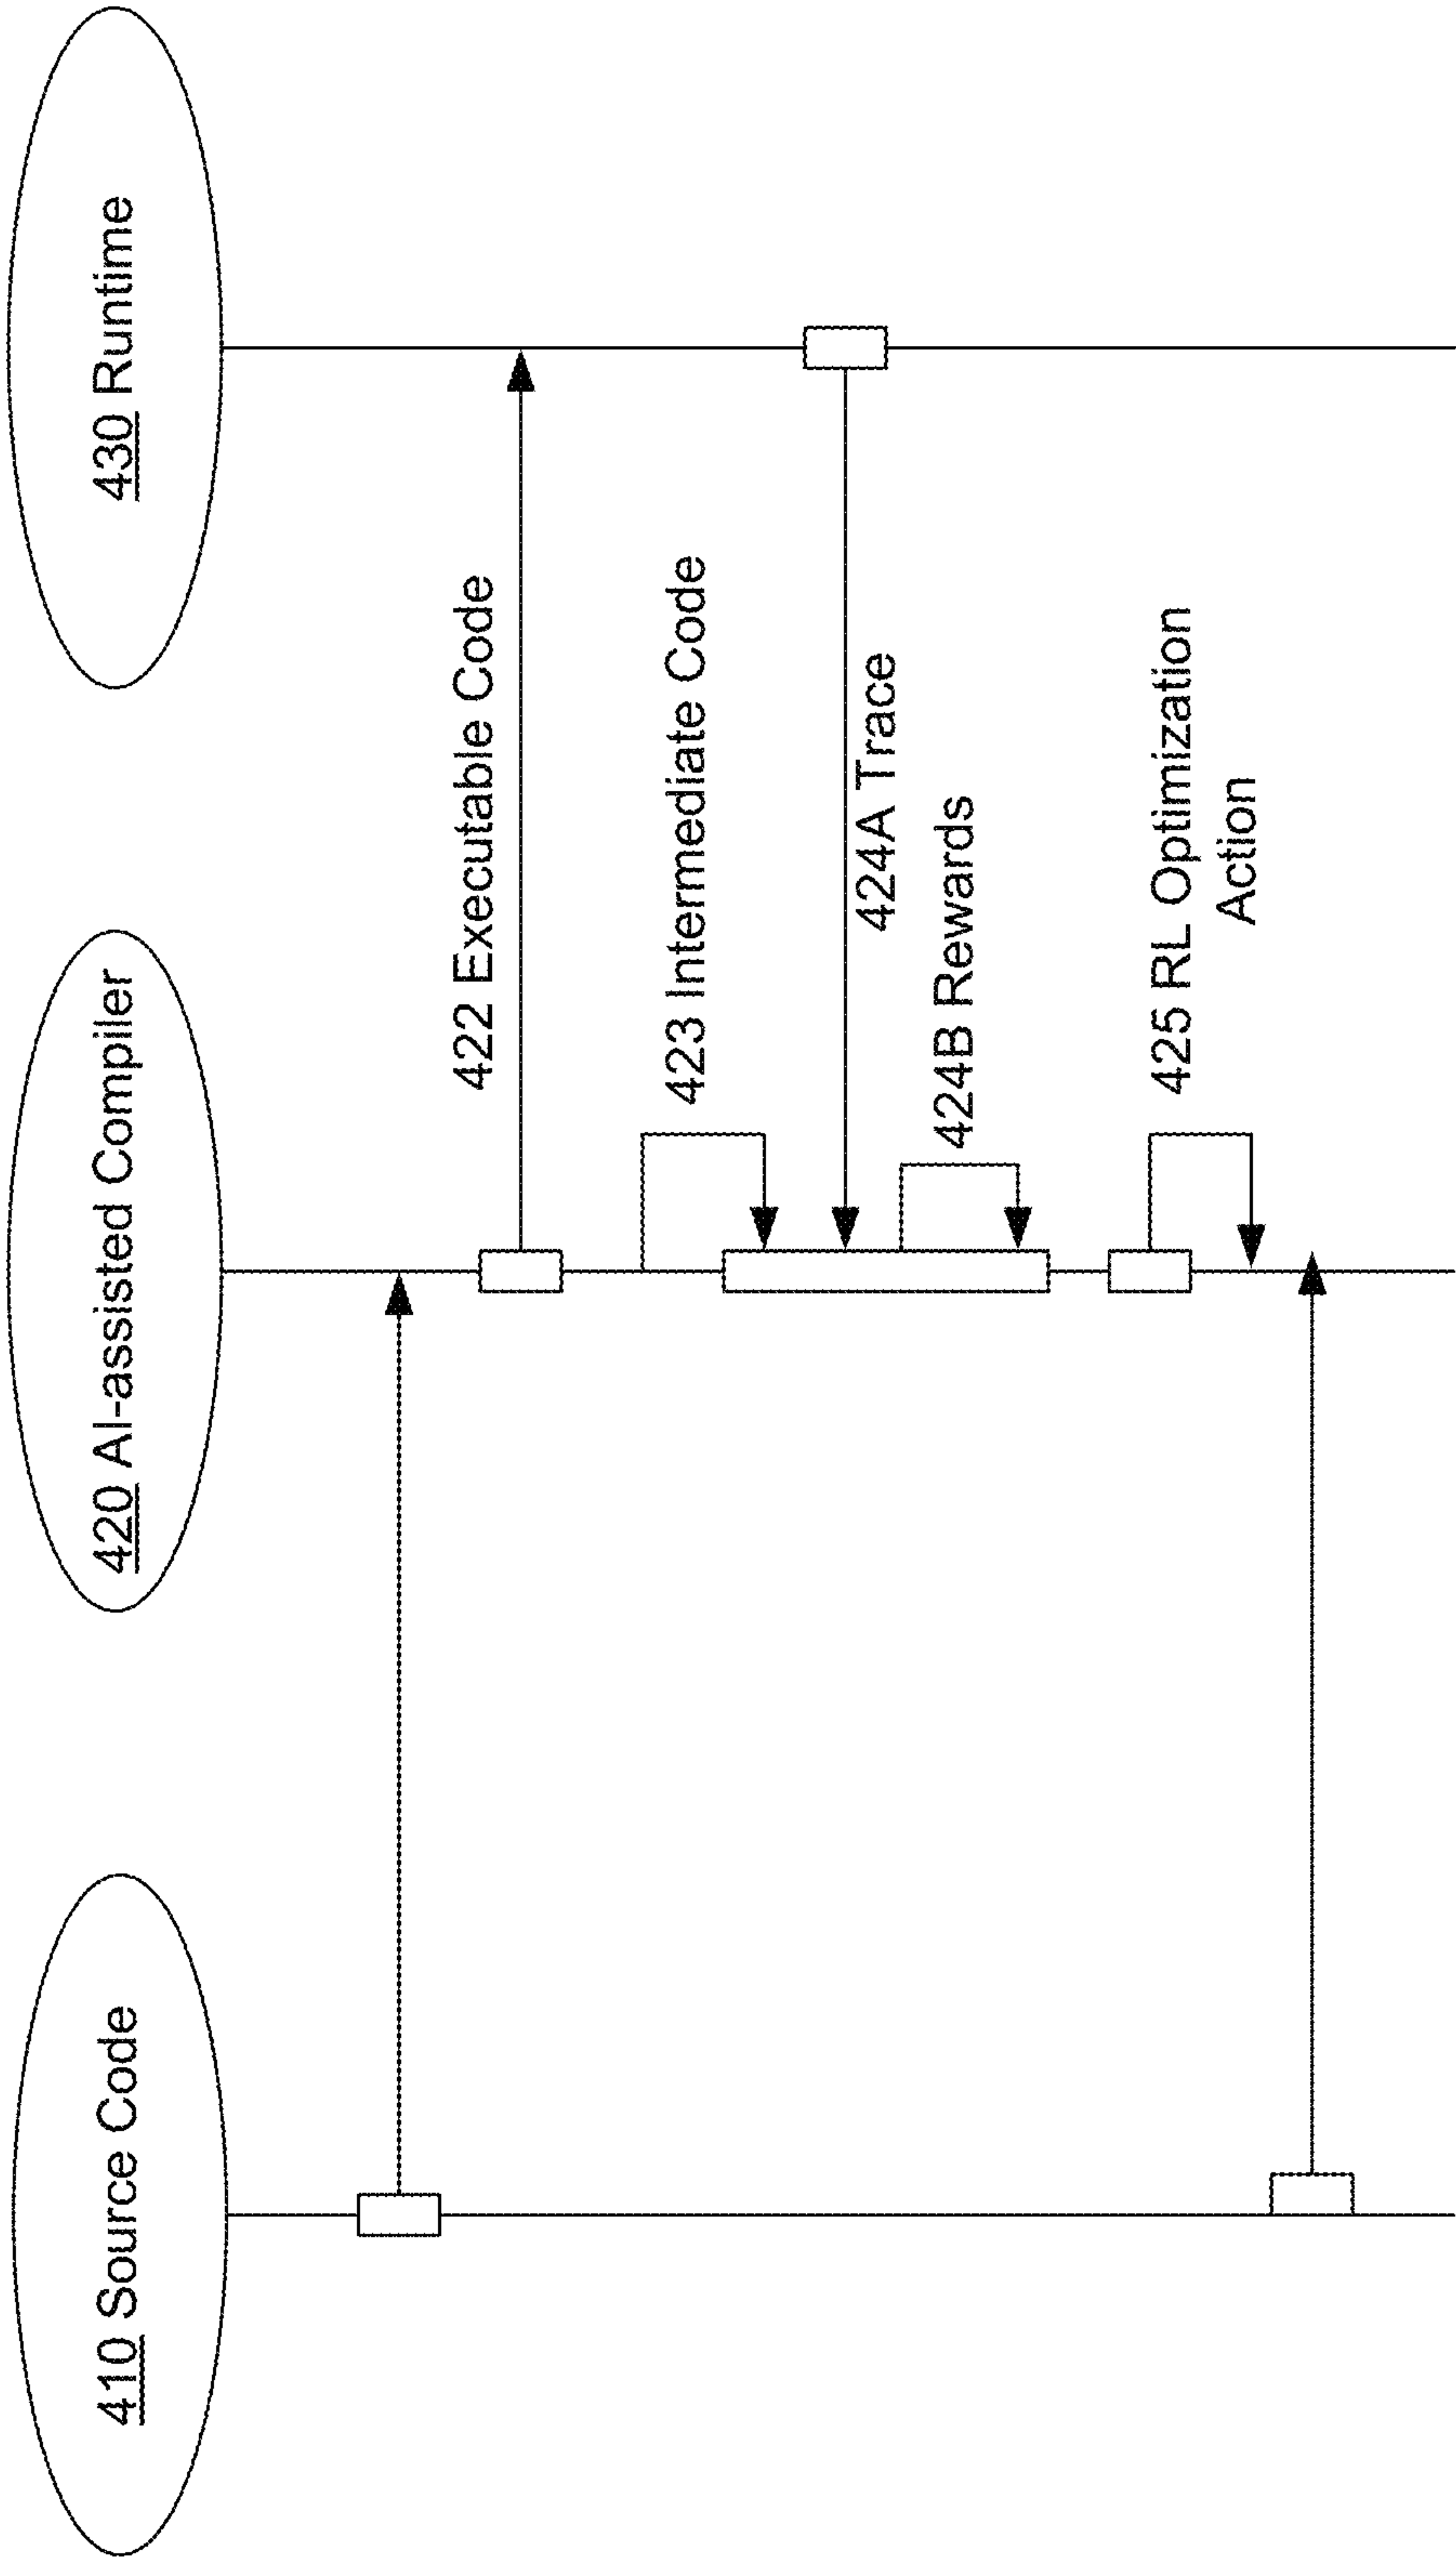 410 Source Code
420 AI-assisted Compiler
430 Runtime
422 Executable Code
423 Intermediate Code
424A Trace
424B Rewards
425 RL Optimization
Action